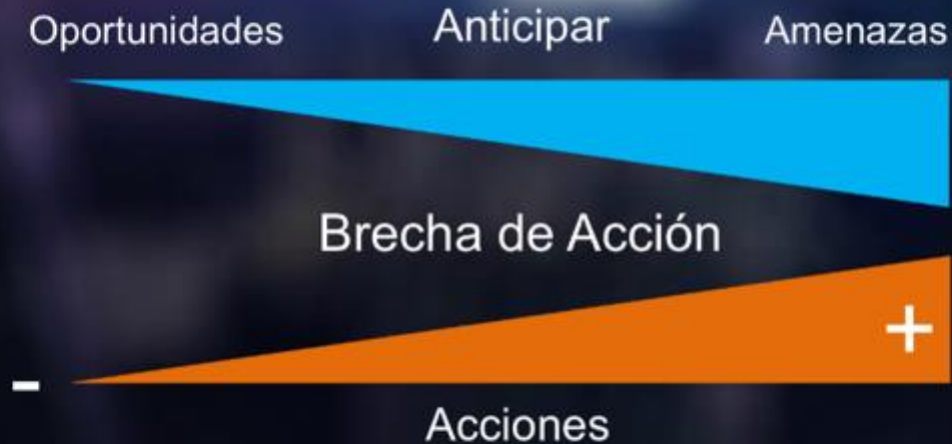 Oportunidades Anticipar Amenazas
Brecha de Acción
+
-
Acciones